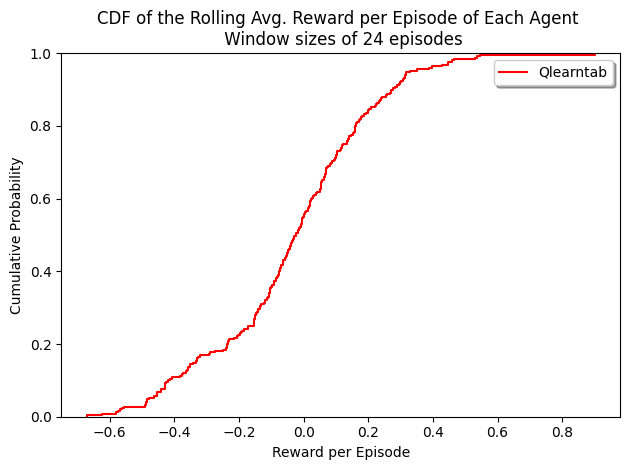 CDF of the Rolling Avg. Reward per Episode of Each Agent
Window sizes of 24 episodes
Qlearntab
Cumulative Probability
1.0
0.8
0.6
0.4
0.2
0.0
−0.6 −0.4 −0.2 0.0 0.2 0.4 0.6 0.8
Reward per Episode